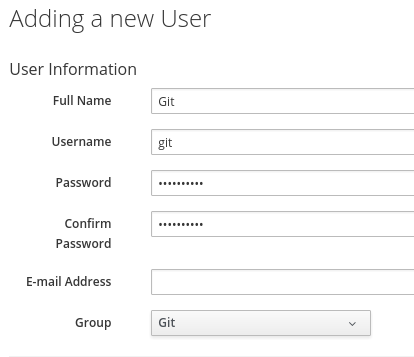 Adding a new User
User Information
Full Name Git
Username git
Password ••••••••••
Confirm Password ••••••••••
E-mail Address
Group Git